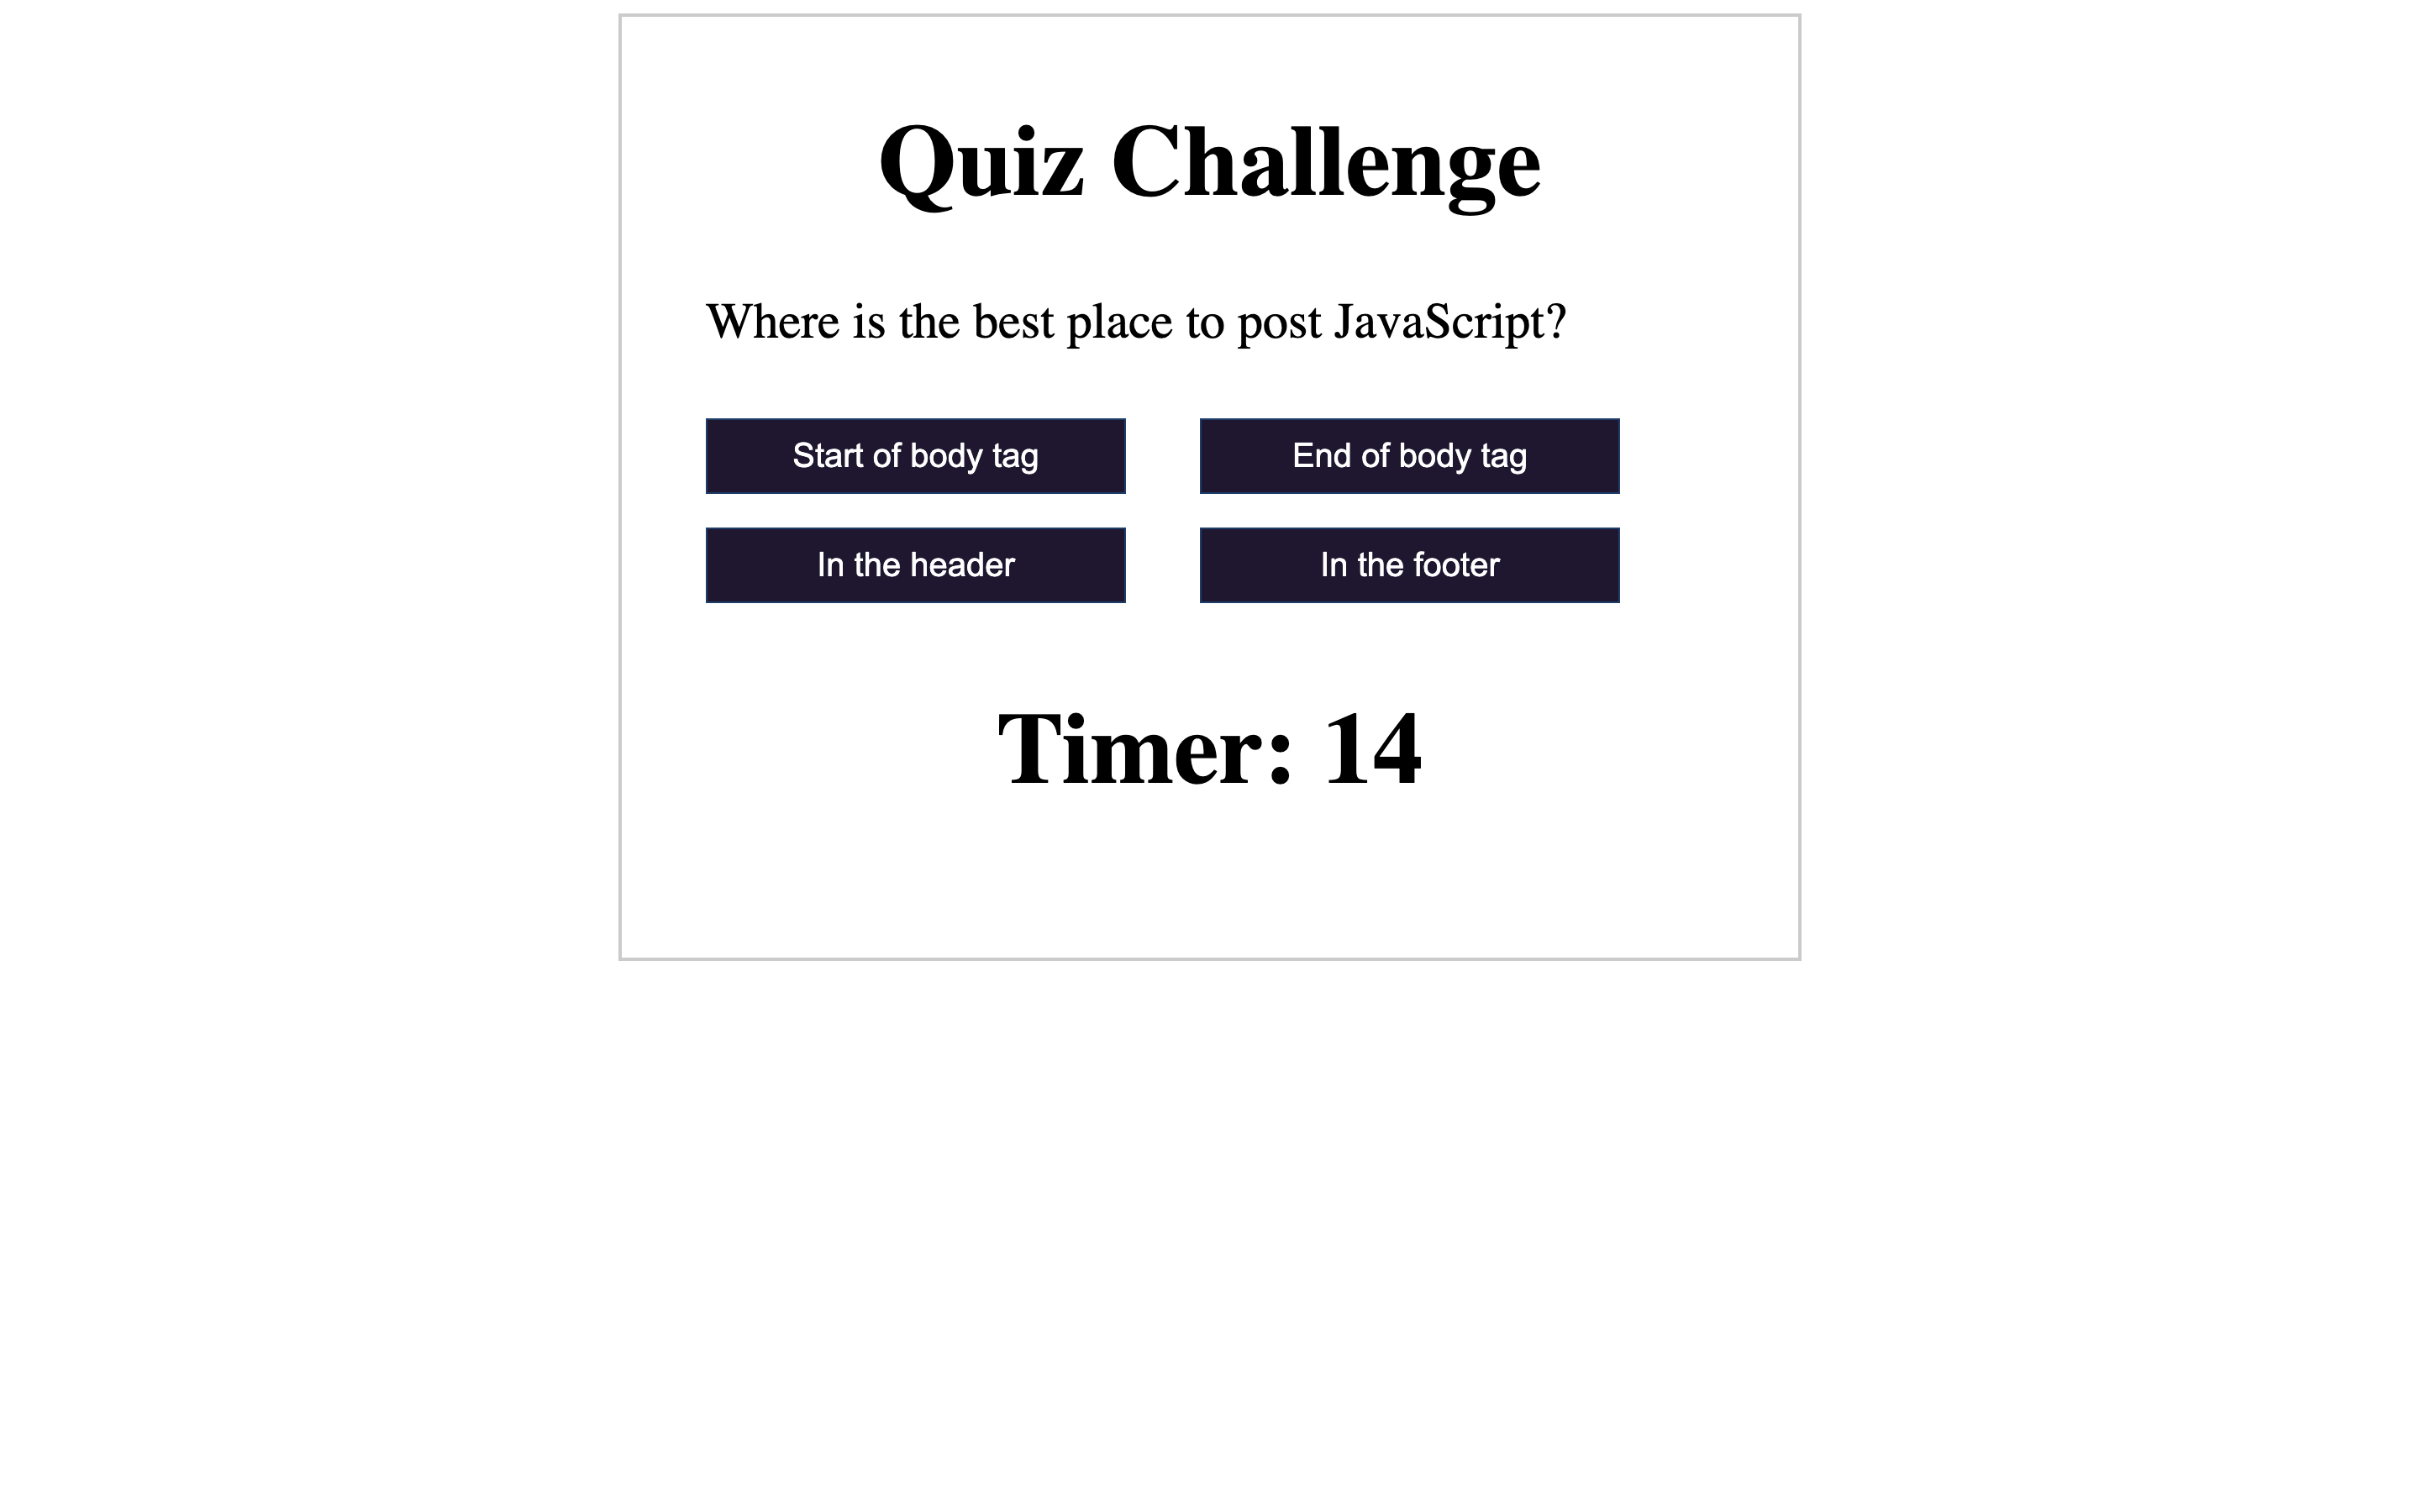 Quiz Challenge
Where is the best place to post JavaScript?
Start of body tag
End of body tag
In the header
In the footer
Timer: 14